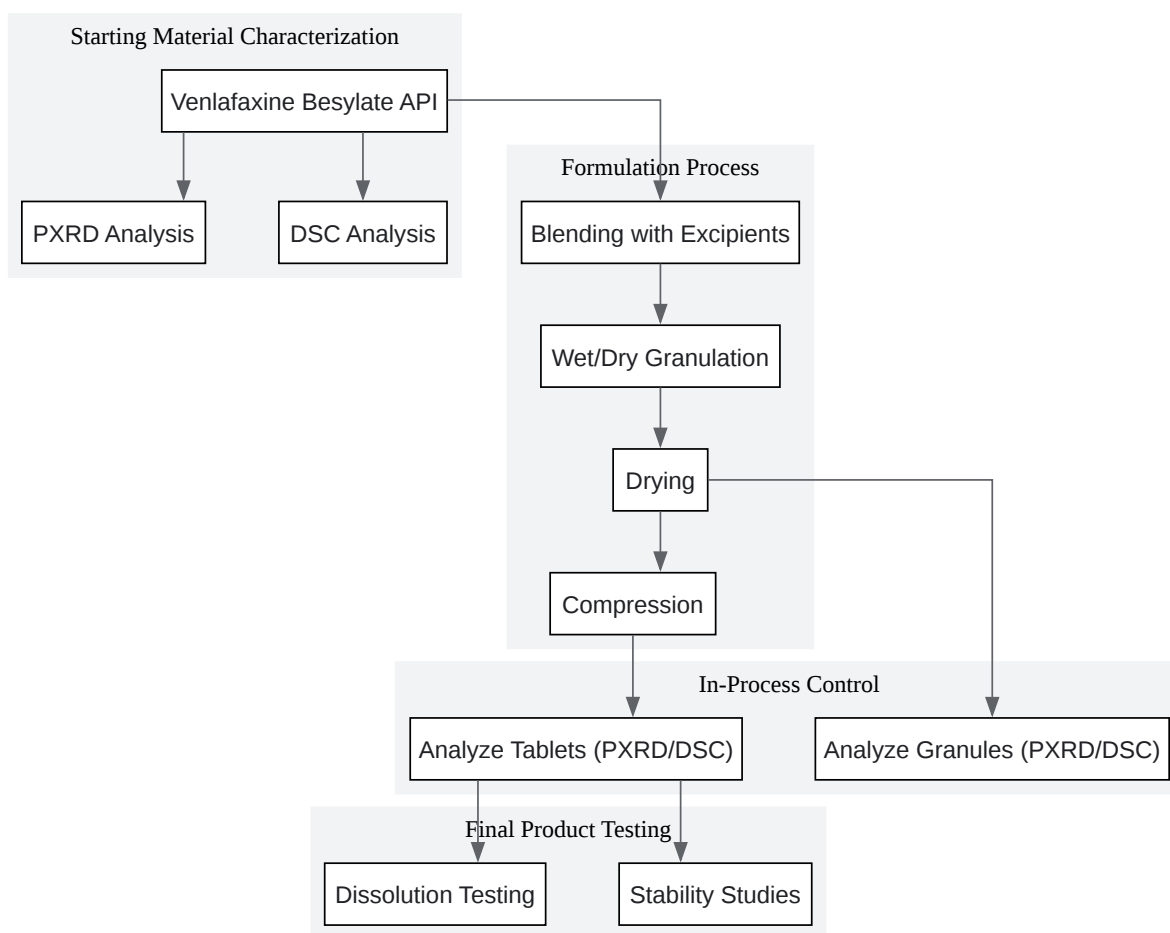 Starting Material Characterization
Venlafaxine Besylate API
PXRD Analysis
DSC Analysis
Formulation Process
Blending with Excipients
Wet/Dry Granulation
Drying
Compression
In-Process Control
Analyze Tablets (PXRD/DSC)
Analyze Granules (PXRD/DSC)
Final Product Testing
Dissolution Testing
Stability Studies